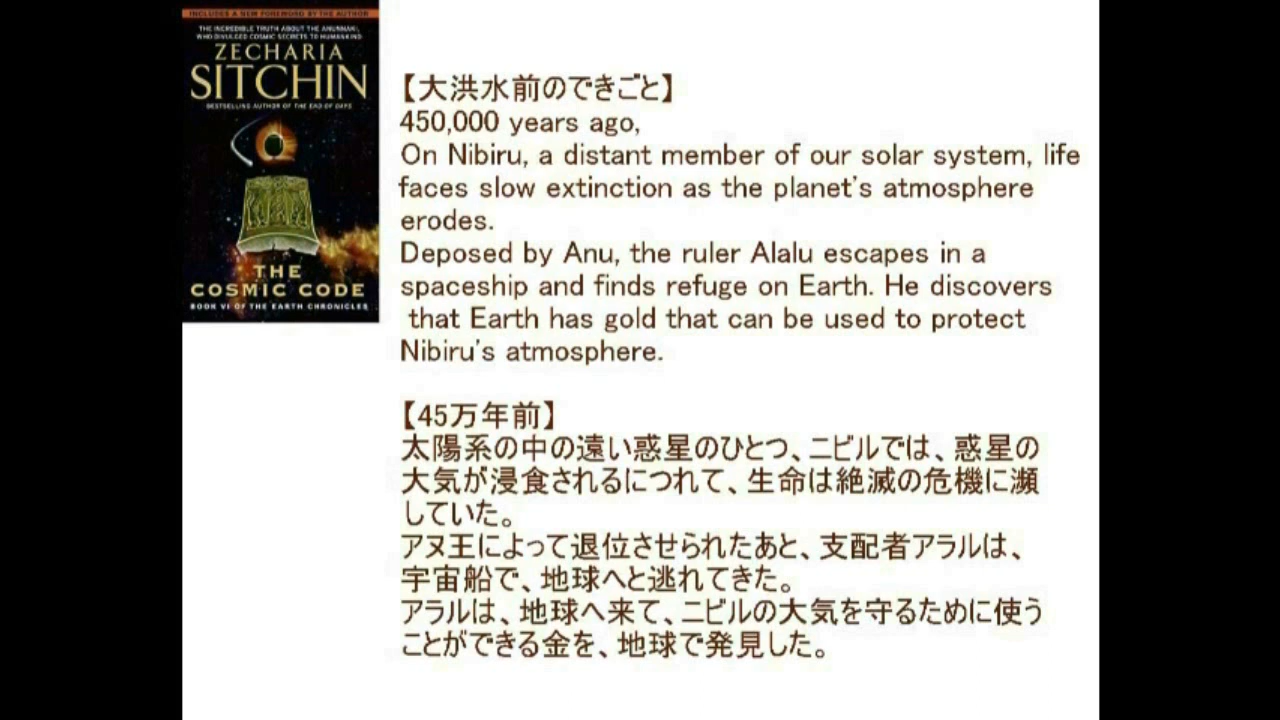 INCLUDES A NEW FOREWORD BY THE AUTHOR
THE INCREDIBLE TRUTH ABOUT THE ANUNNAKI,
WHO DIVULGED COSMIC SECRETS TO HUMANKIND
ZECHARIA
SITCHIN
BESTSELLING AUTHOR OF THE END OF DAYS
THE
COSMIC CODE
BOOK VI OF THE EARTH CHRONICLES
【大洪水前のできごと】
450,000 years ago,
On Nibiru, a distant member of our solar system, life
faces slow extinction as the planet's atmosphere
erodes.
Deposed by Anu, the ruler Alalu escapes in a
spaceship and finds refuge on Earth. He discovers
that Earth has gold that can be used to protect
Nibiru's atmosphere.
【45万年前】
太陽系の中の遠い惑星のひとつ、ニビルでは、惑星の
大気が浸食されるにつれて、生命は絶滅の危機に瀕
していた。
アヌ王によって退位させられたあと、支配者アラルは、
宇宙船で、地球へと逃れてきた。
アラルは、地球へ来て、ニビルの大気を守るために使う
ことができる金を、地球で発見した。